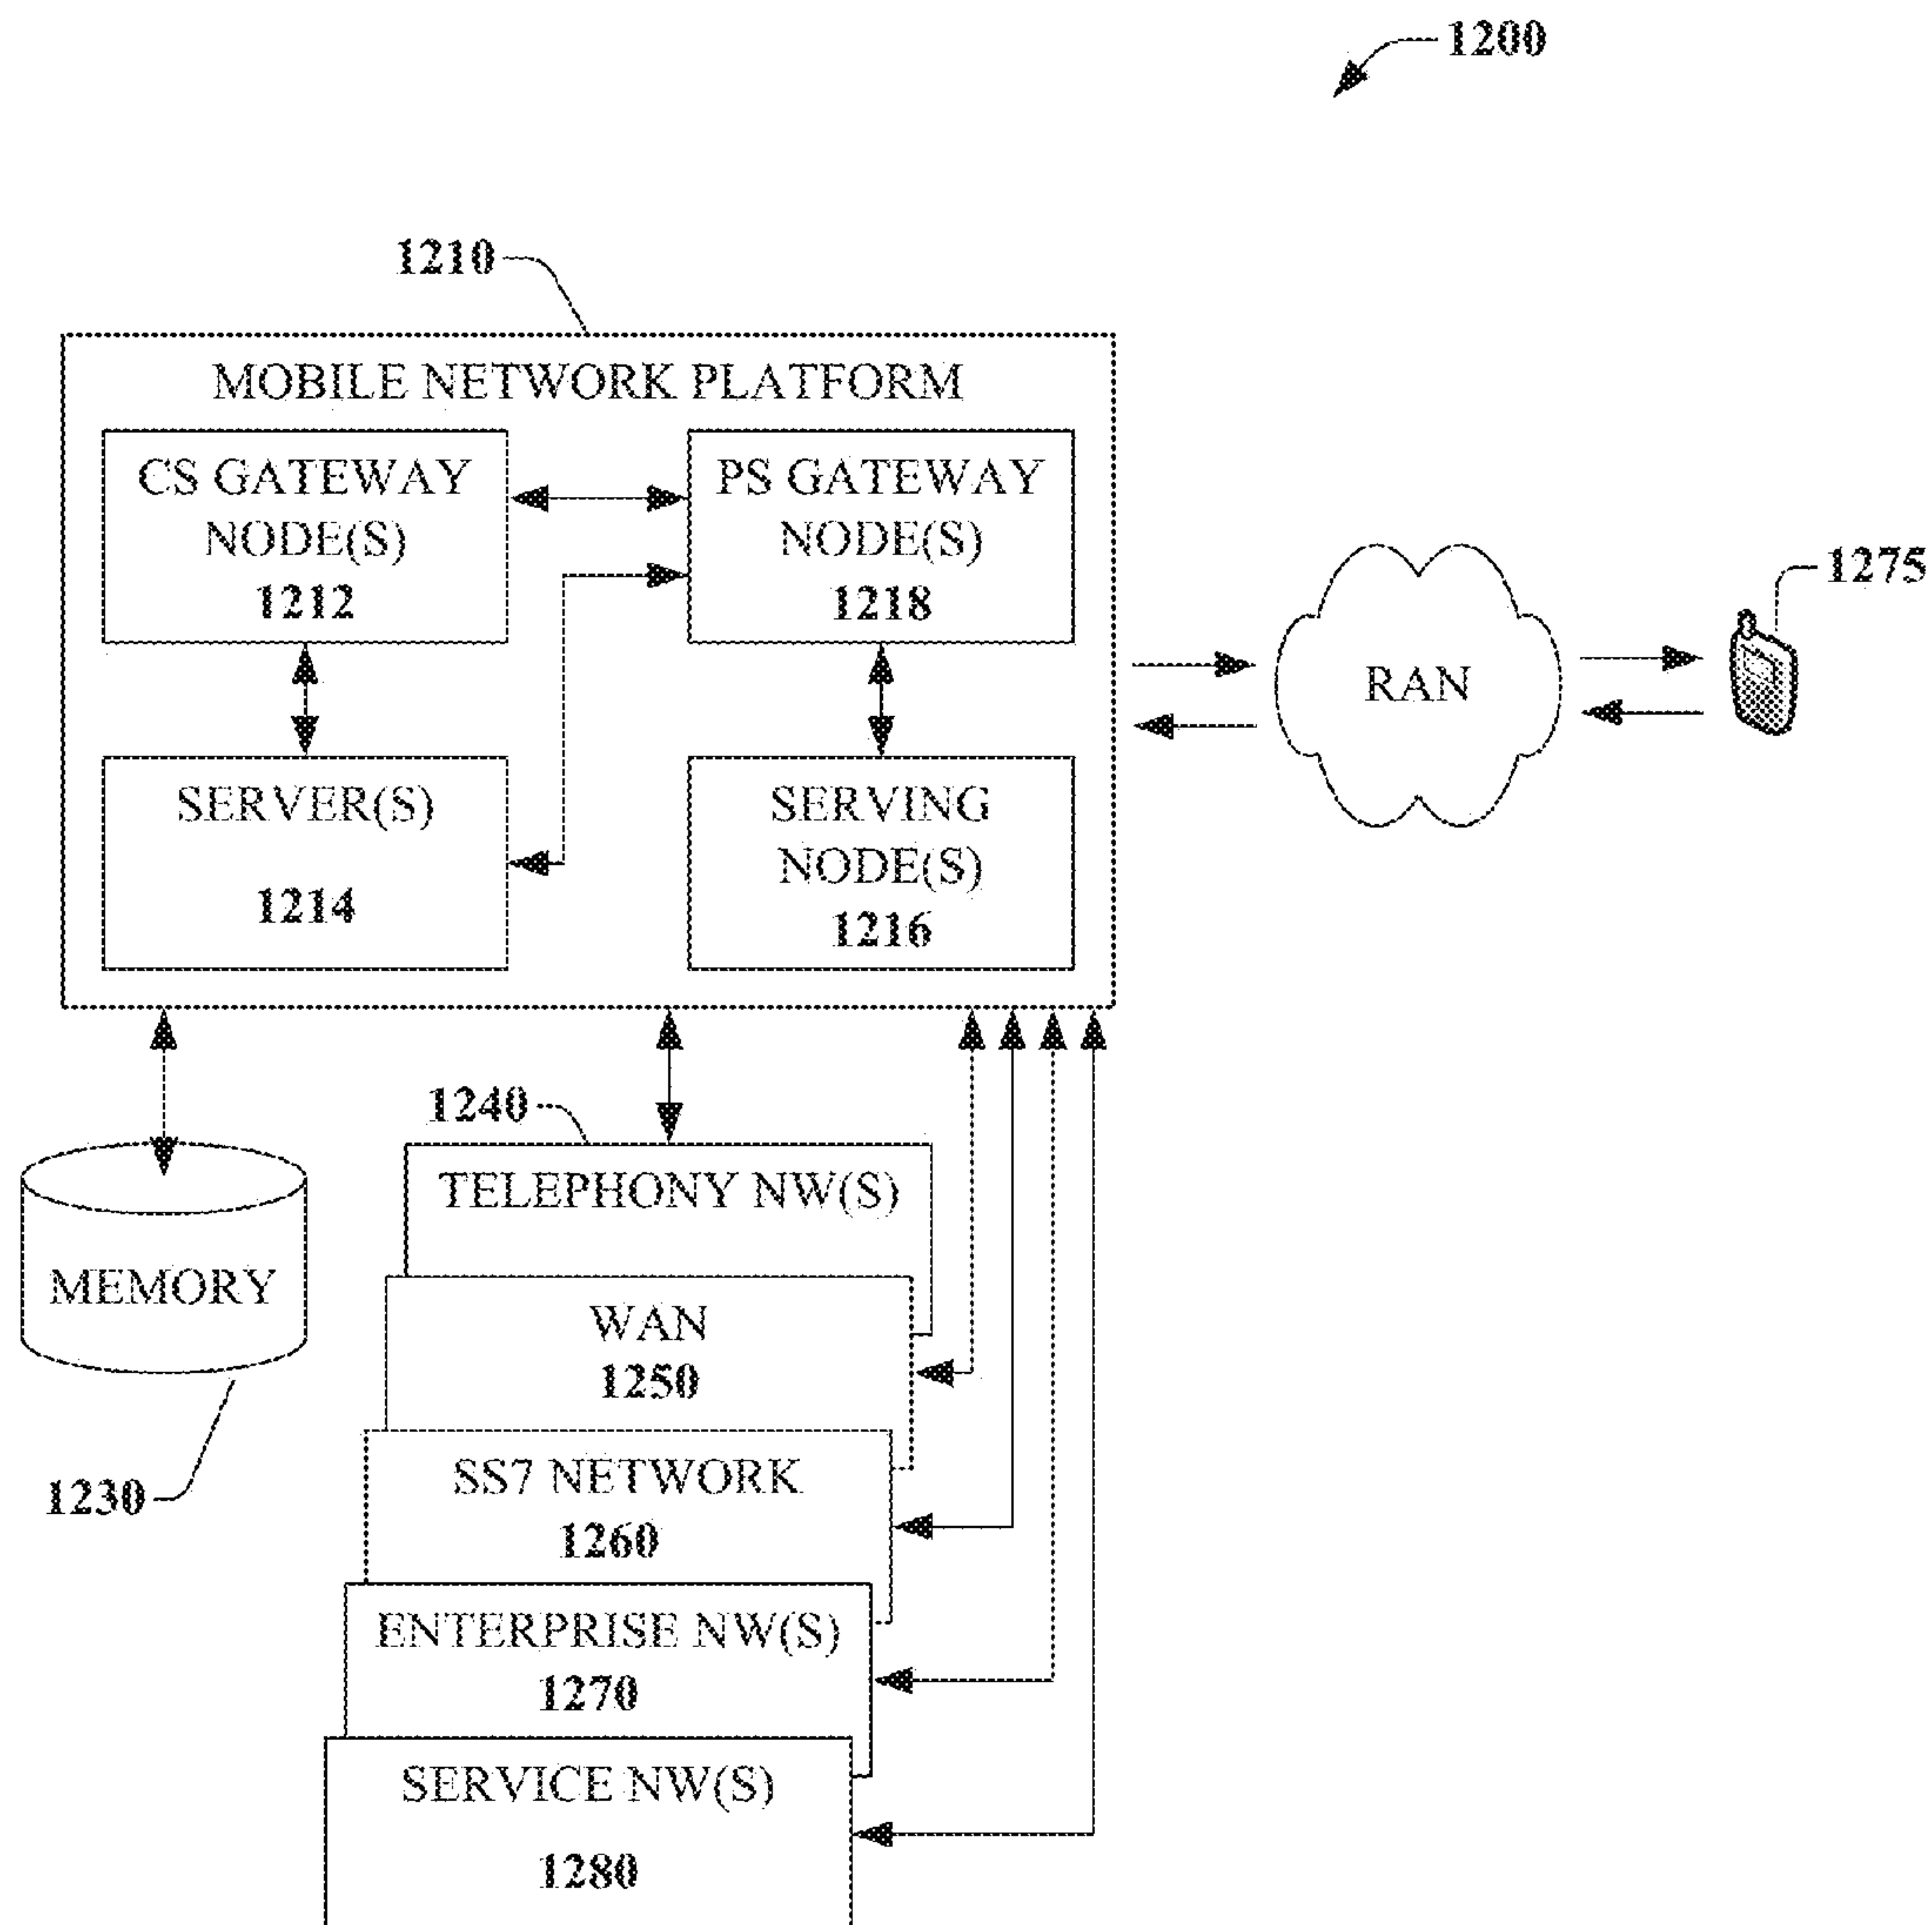 1200
1210
MOBILE NETWORK PLATFORM
CS GATEWAY
NODE(S)
1212
PS GATEWAY
NODE(S)
1218
SERVER(S)
1214
SERVING
NODE(S)
1216
RAN
1275
1240
TELEPHONY NW(S)
MEMORY
1230
WAN
1250
SS7 NETWORK
1260
ENTERPRISE NW(S)
1270
SERVICE NW(S)
1280